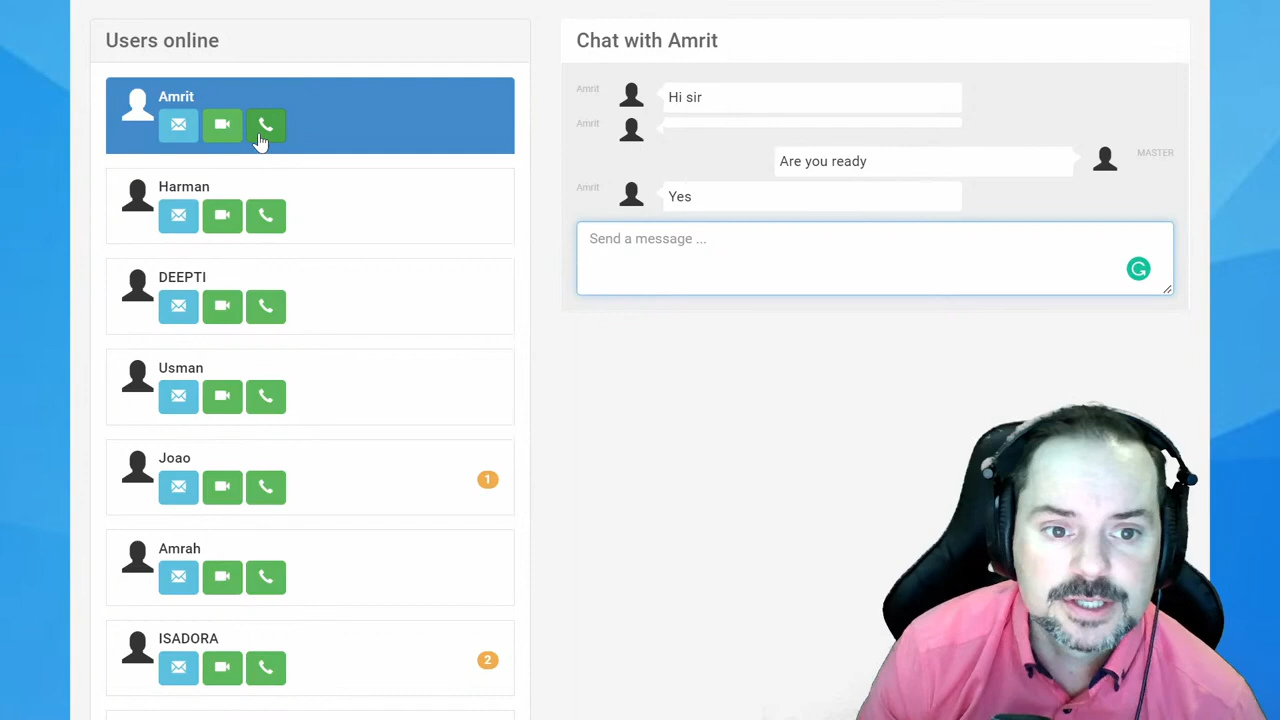 Users online
Amrit
Harman
DEEPTI
Usman
Joao
1
Amrah
ISADORA
2
Chat with Amrit
Amrit
Hi sir
Amrit
Are you ready
MASTER
Amrit
Yes
Send a message ...